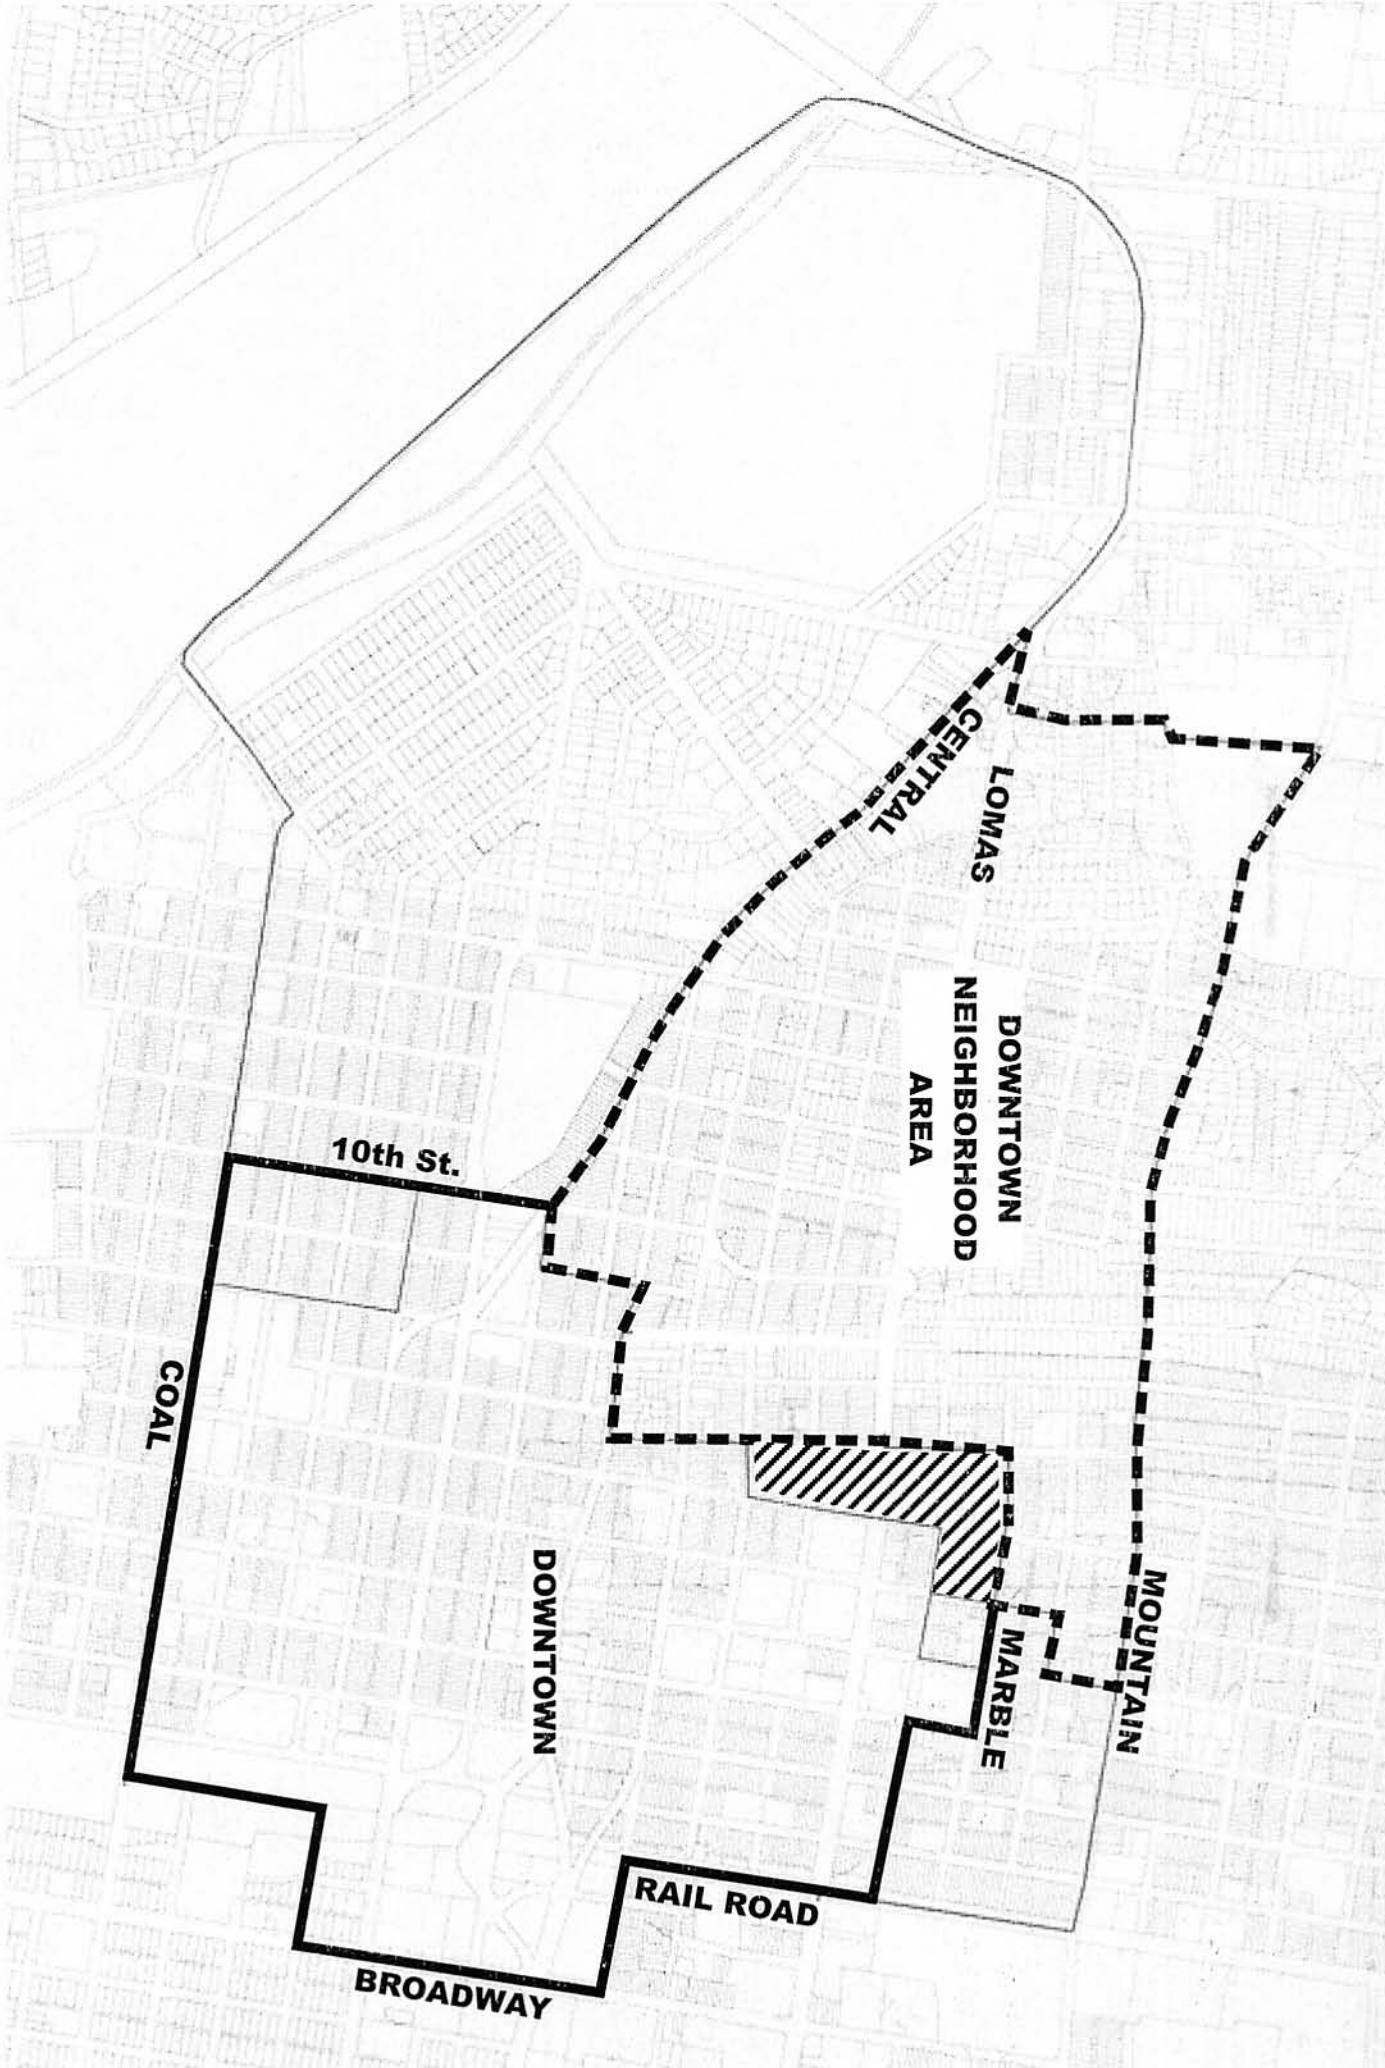 CENTRAL
LOMAS
DOWNTOWN
NEIGHBORHOOD
AREA
10th St.
COAL
DOWNTOWN
MARBLE
MOUNTAIN
RAIL ROAD
BROADWAY